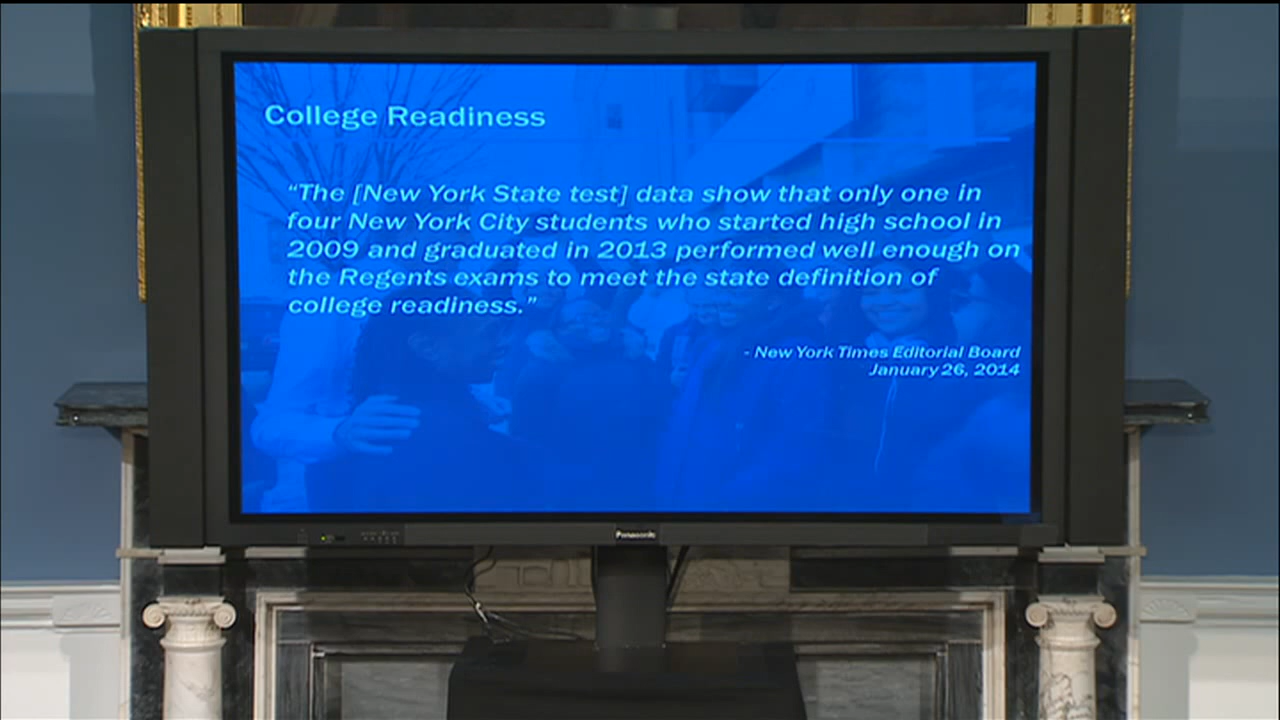 College Readiness
“The [New York State test] data show that only one in
four New York City students who started high school in
2009 and graduated in 2013 performed well enough on
the Regents exams to meet the state definition of
college readiness.”
- New York Times Editorial Board
January 26, 2014
Panasonic